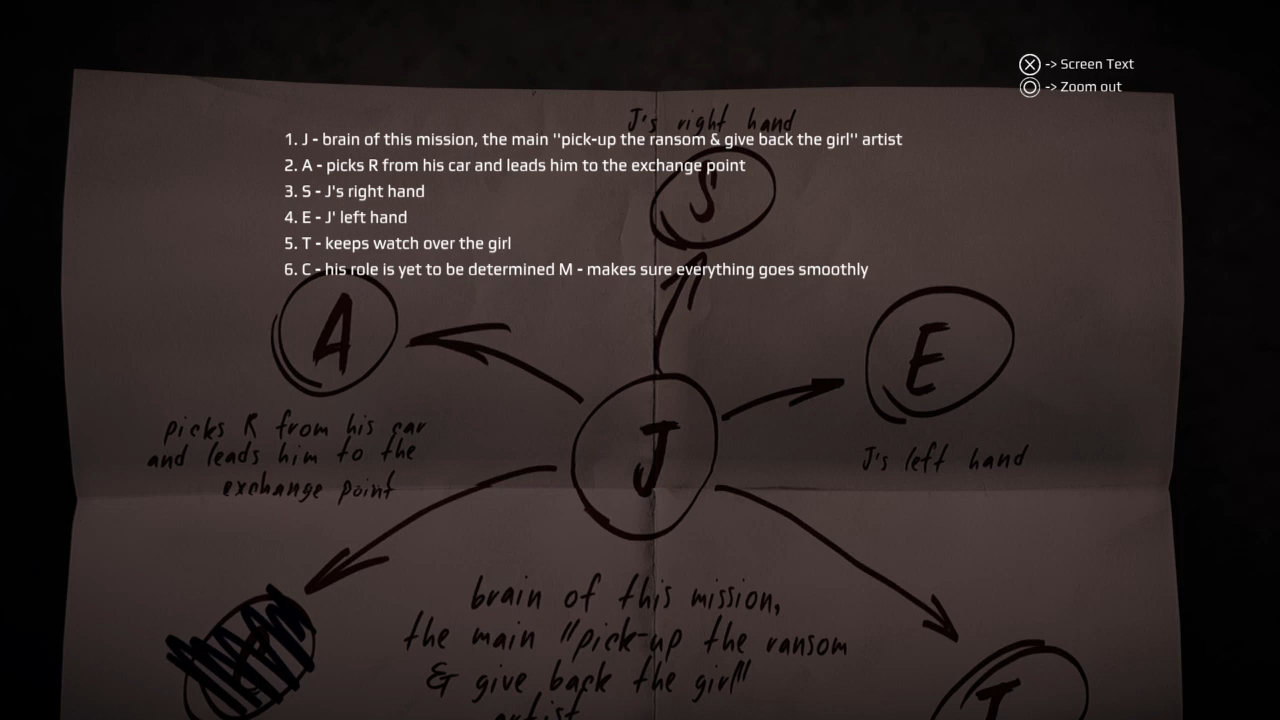 -> Screen Text
-> Zoom out
J's right hand
1. J - brain of this mission, the main "pick-up the ransom & give back the girl" artist
2. A - picks R from his car and leads him to the exchange point
3. S - J's right hand
4. E - J' left hand
5. T - keeps watch over the girl
6. C - his role is yet to be determined M - makes sure everything goes smoothly
S
A
E
J
picks R from his car
and leads him to the
exchange point
J's left hand
brain of this mission,
the main "pick-up the ransom
& give back the girl"
artist
T